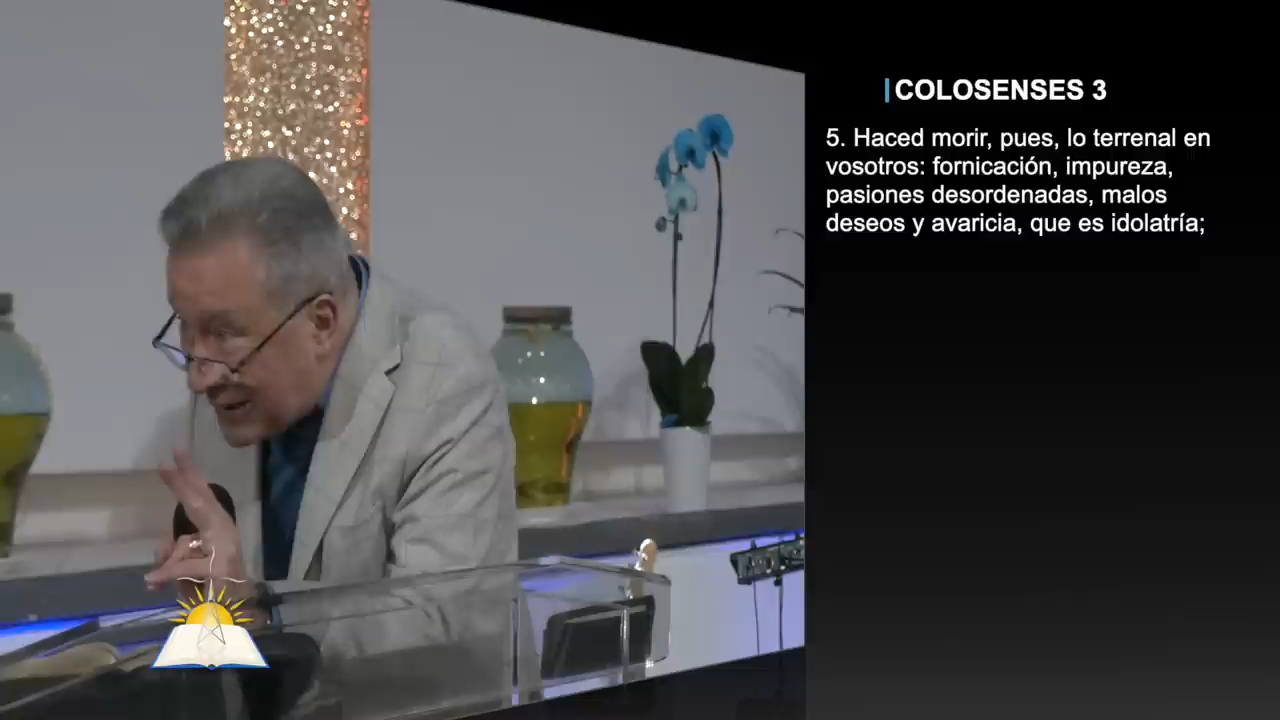 COLOSENSES 3
5. Haced morir, pues, lo terrenal en
vosotros: fornicación, impureza,
pasiones desordenadas, malos
deseos y avaricia, que es idolatría;